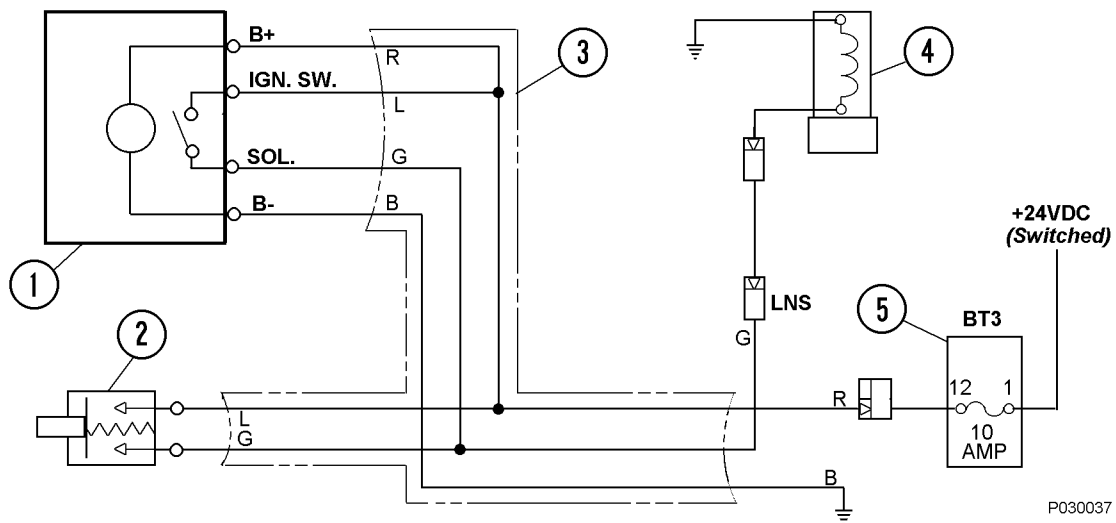 B+
IGN. SW.
SOL.
B-
R
L
G
B
1
2
3
4
5
LNS
G
+24VDC
(Switched)
BT3
12 1
10
AMP
R
L
G
B
P030037